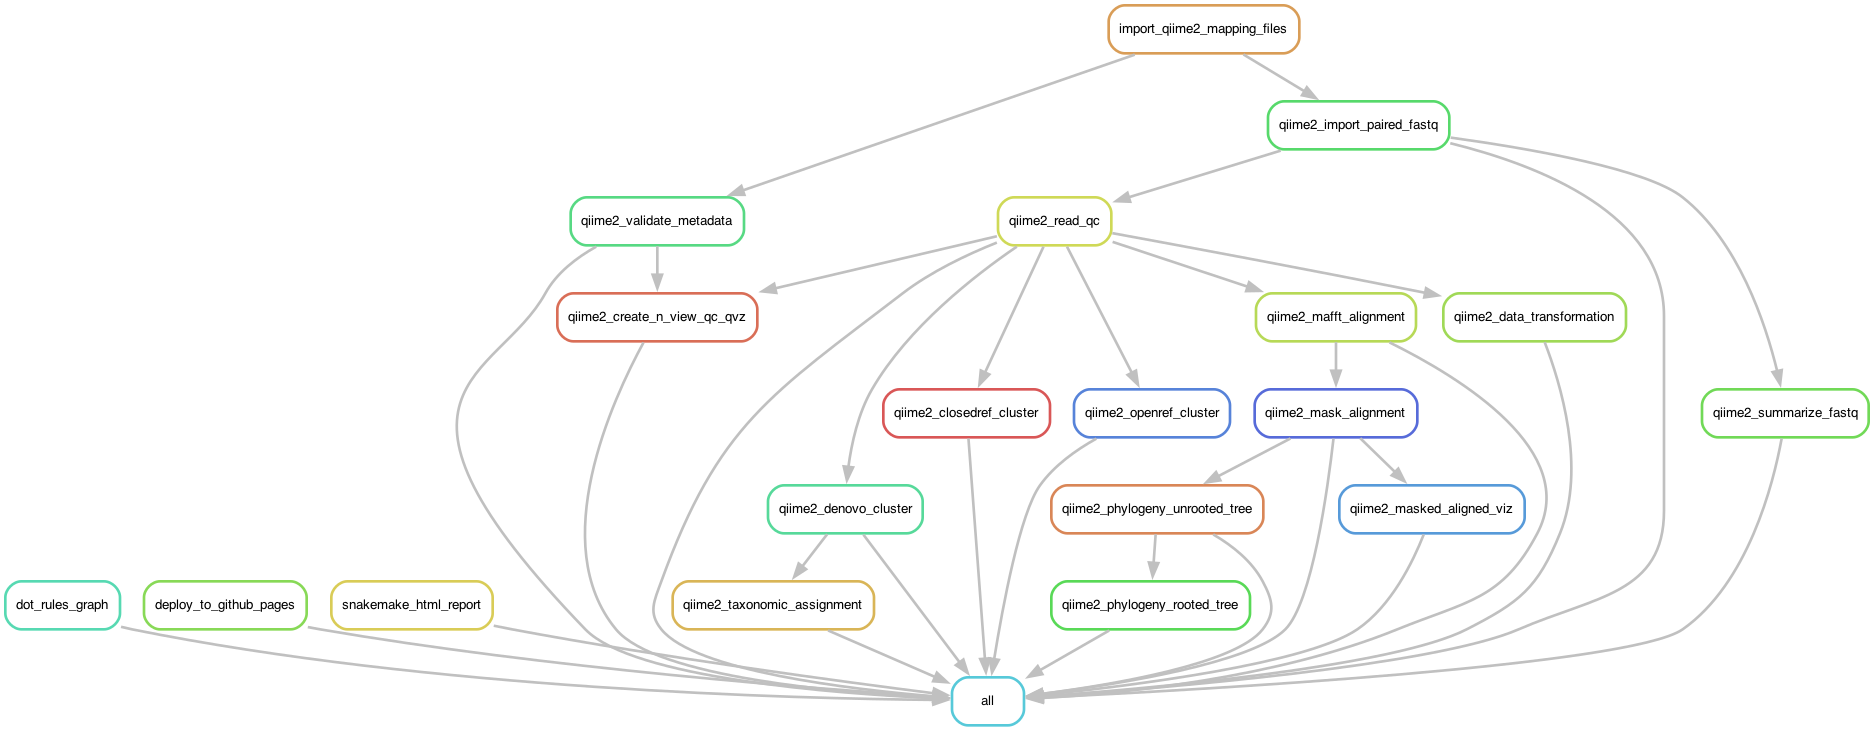 import_qiime2_mapping_files
qiime2_import_paired_fastq
qiime2_validate_metadata
qiime2_read_qc
qiime2_create_n_view_qc_qvz
qiime2_mafft_alignment
qiime2_data_transformation
qiime2_closedref_cluster
qiime2_openref_cluster
qiime2_mask_alignment
qiime2_summarize_fastq
qiime2_denovo_cluster
qiime2_phylogeny_unrooted_tree
qiime2_masked_aligned_viz
dot_rules_graph
deploy_to_github_pages
snakemake_html_report
qiime2_taxonomic_assignment
qiime2_phylogeny_rooted_tree
all